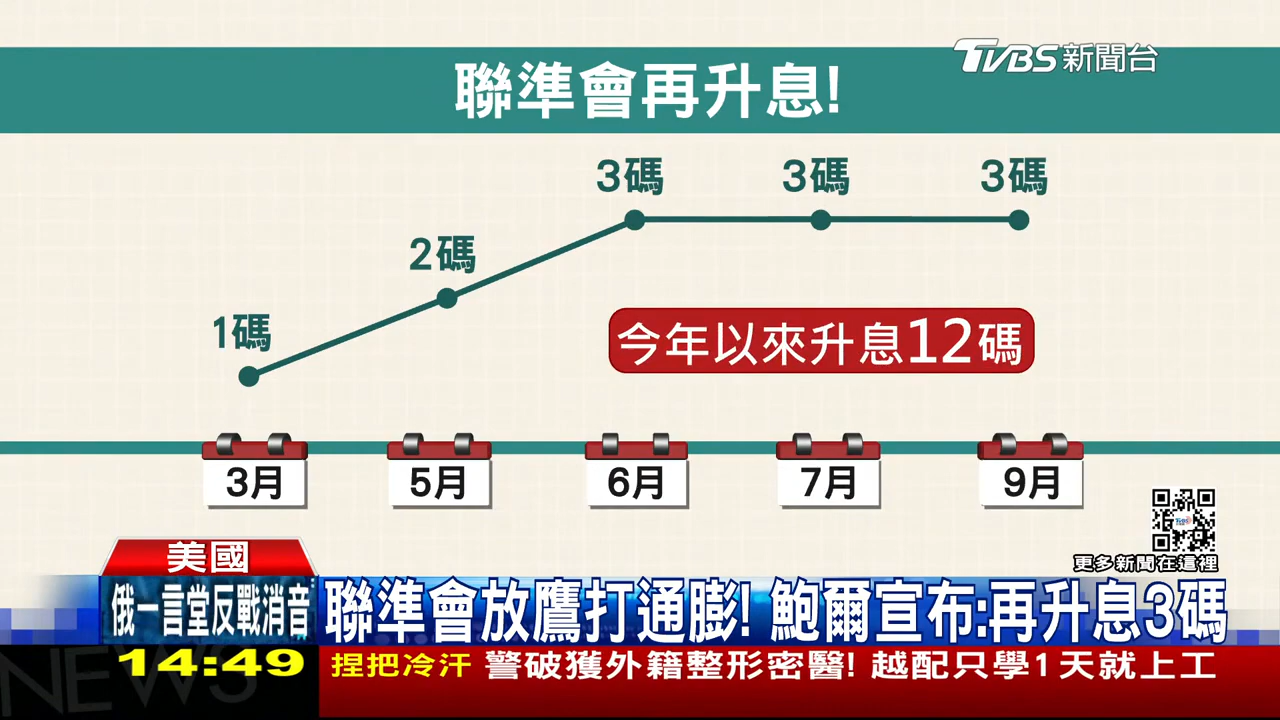 TVBS新聞台
聯準會再升息!
3碼
3碼
3碼
2碼
1碼
今年以來升息12碼
3月
5月
6月
7月
9月
更多新聞在這裡
美國
俄一言堂反戰消音
聯準會放鷹打通膨! 鮑爾宣布:再升息3碼
14:49
捏把冷汗 警破獲外籍整形密醫! 越配只學1天就上工
NEWS